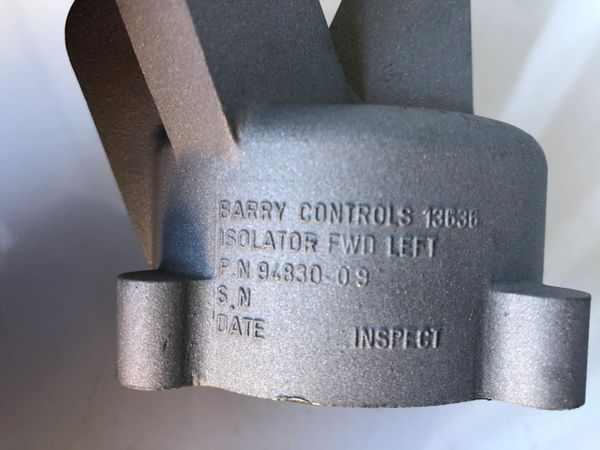 BARRY CONTROLS 13636
ISOLATOR FWD LEFT
P.N 94830-09
S.N
DATE INSPECT